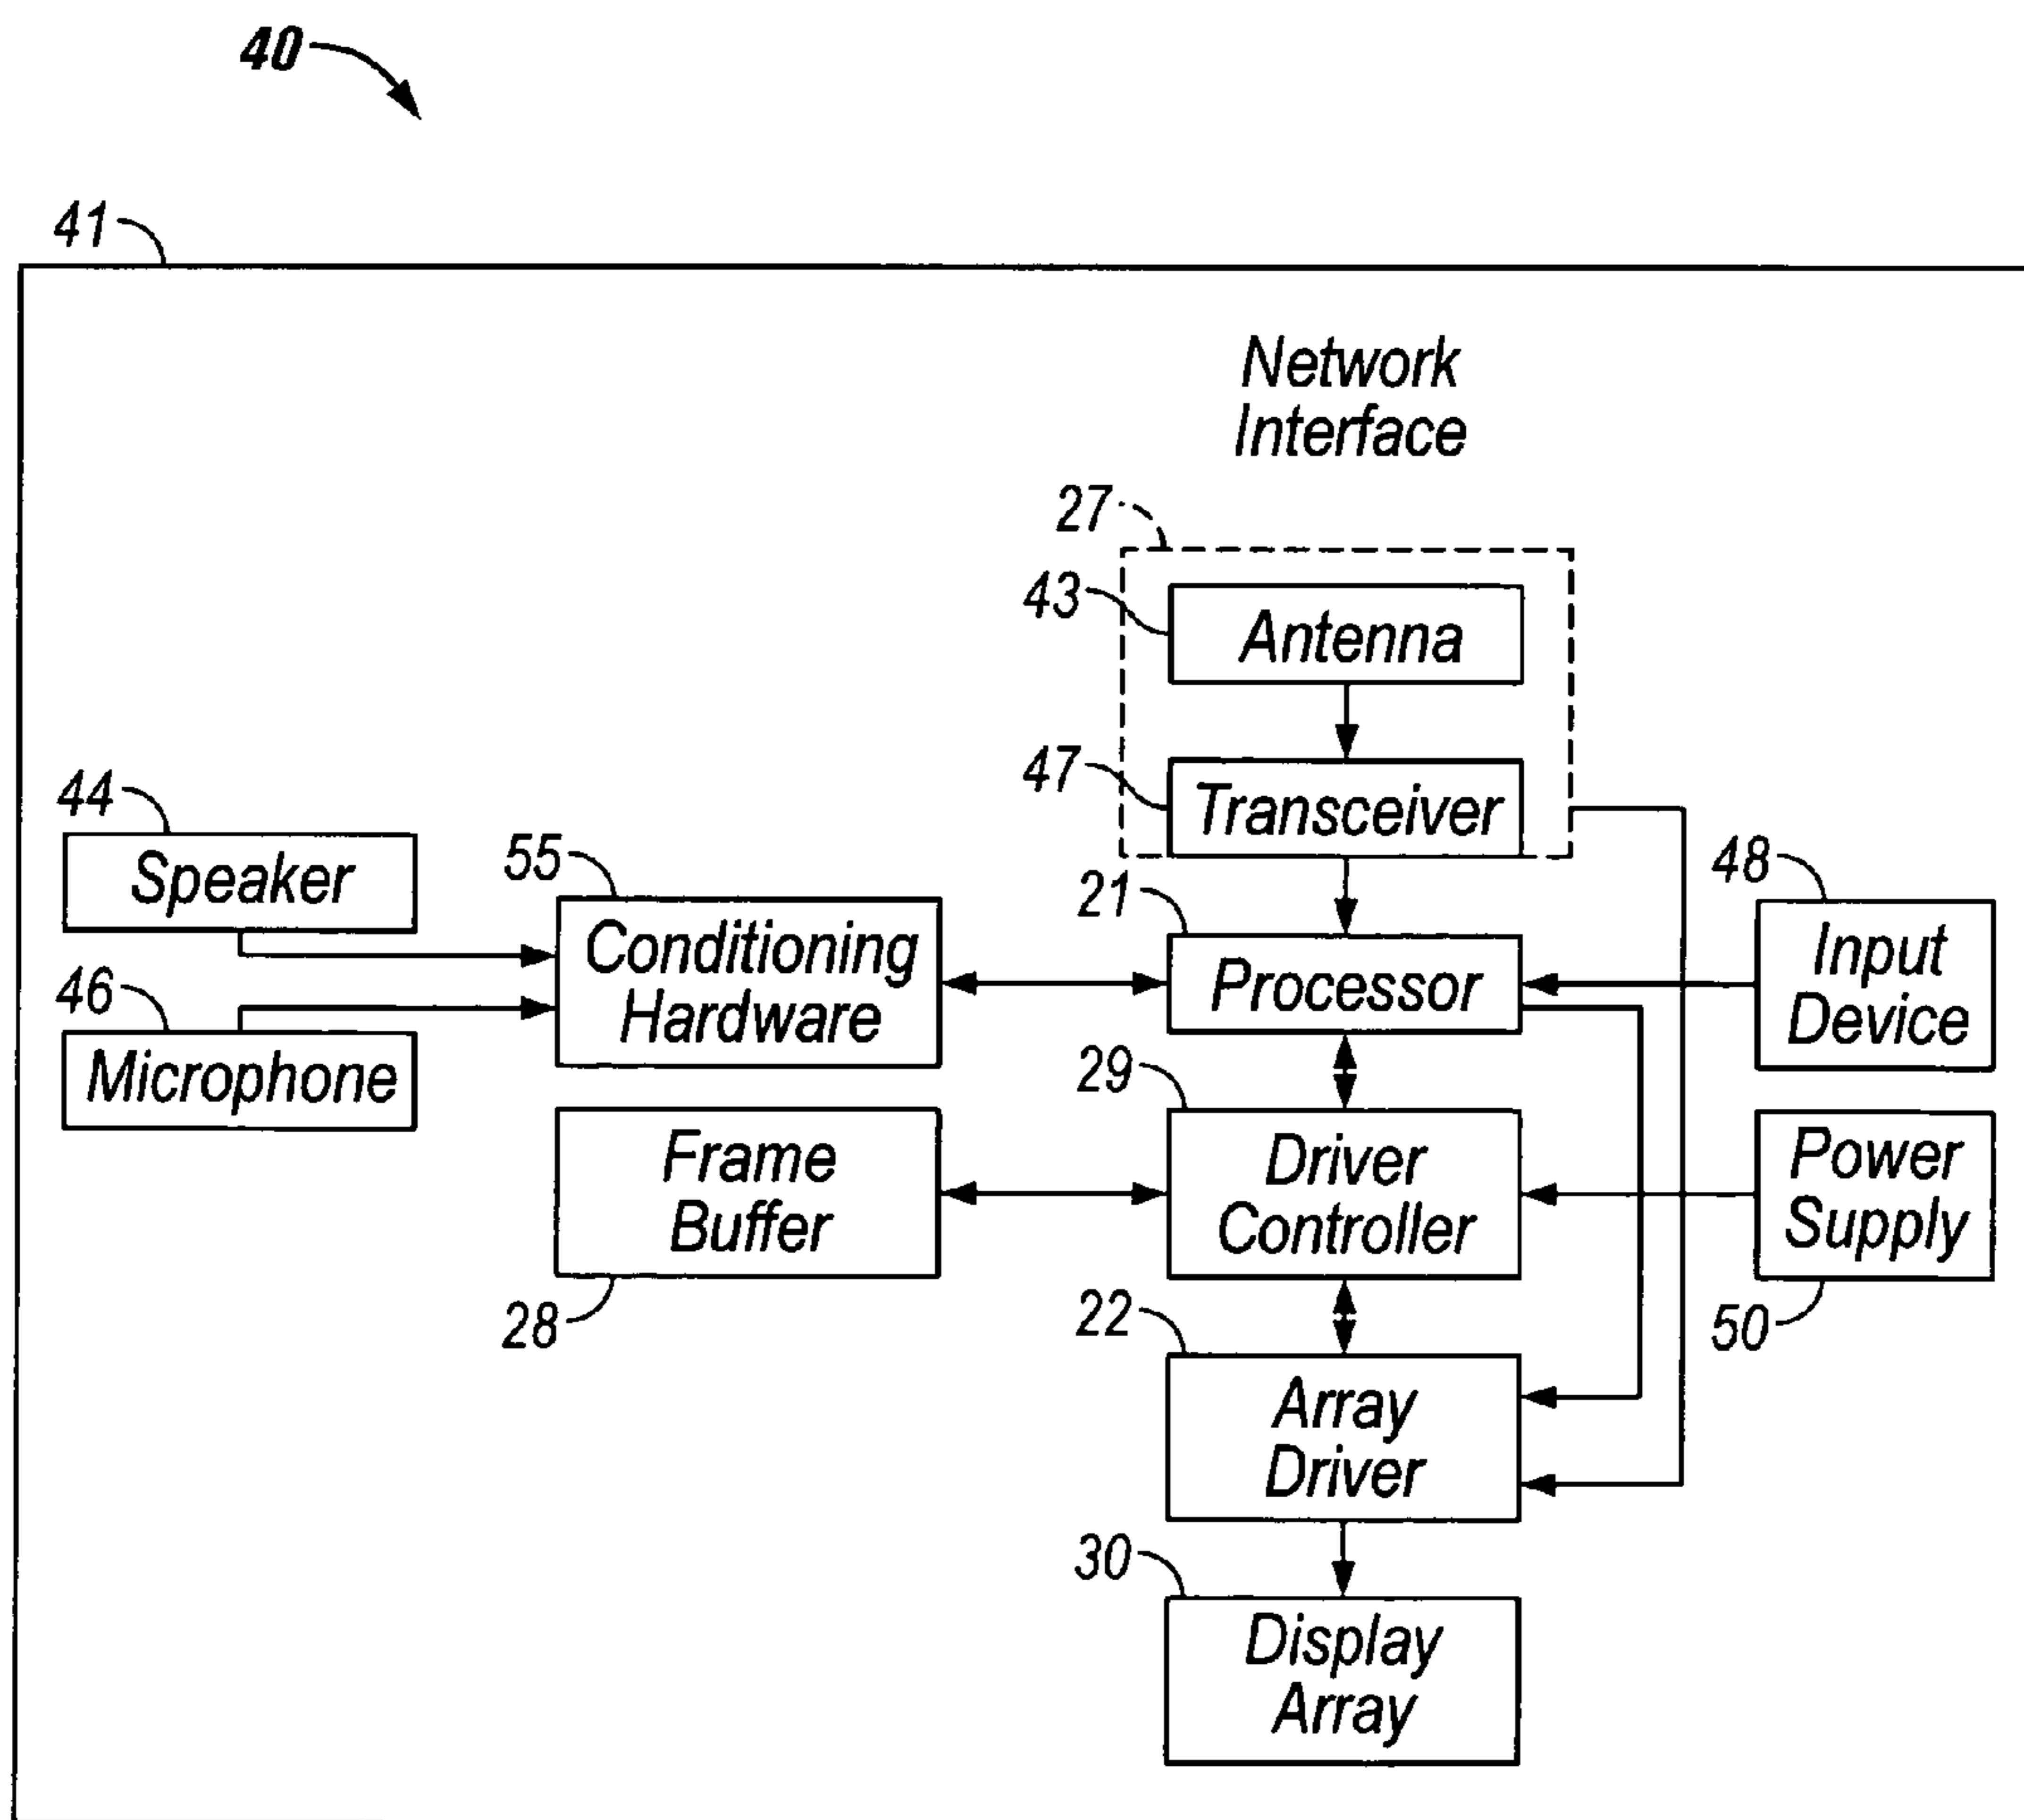 40
41
Network
Interface
27
43
Antenna
47
Transceiver
44
Speaker
55
Conditioning
Hardware
46
Microphone
21
Processor
48
Input
Device
29
Driver
Controller
Frame
Buffer
28
Power
Supply
50
22
Array
Driver
30
Display
Array